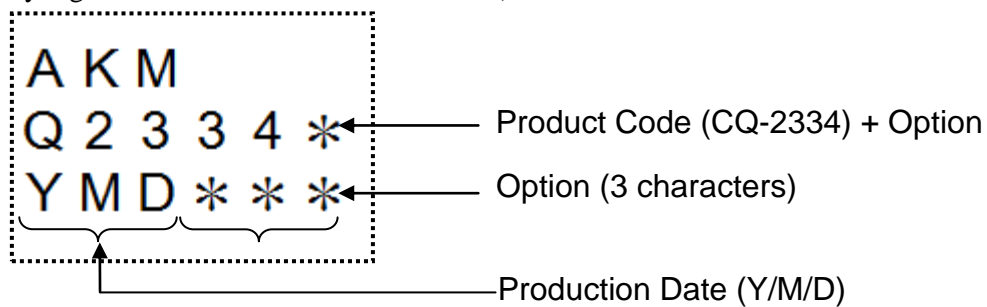 A K M
Q 2 3 3 4 * Product Code (CQ-2334) + Option
Y M D * * * Option (3 characters)
Production Date (Y/M/D)